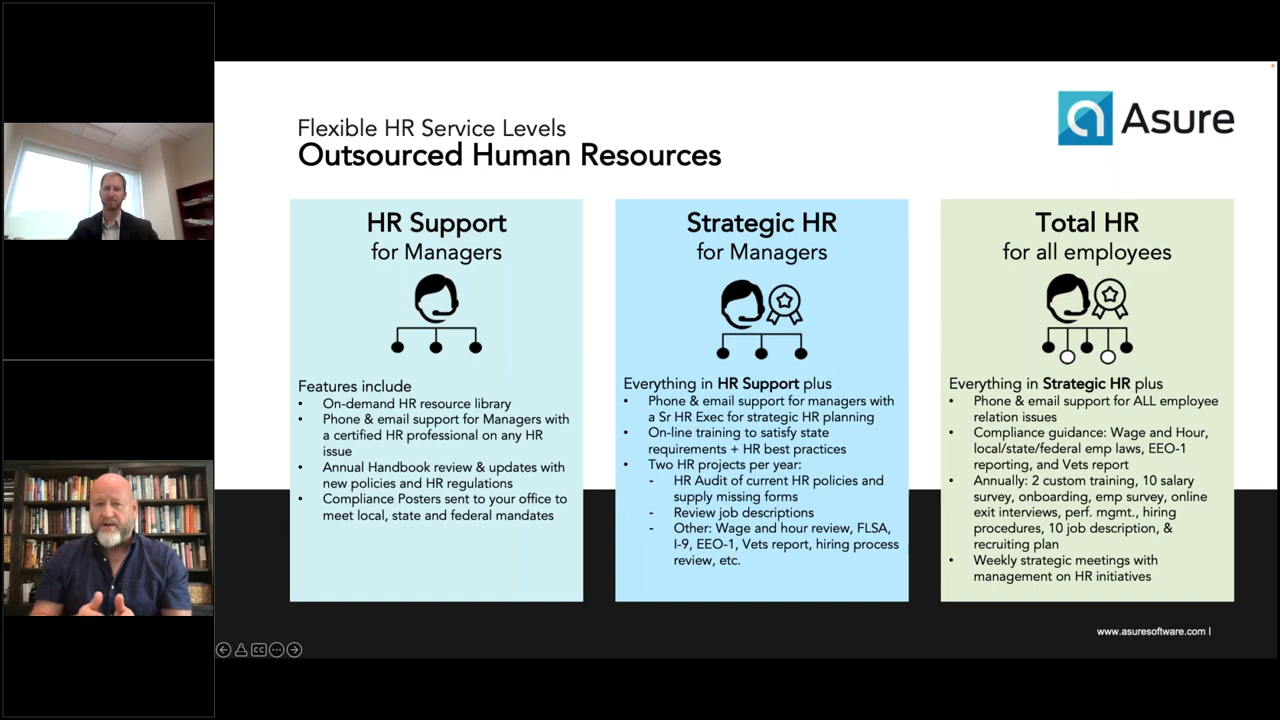 Flexible HR Service Levels
Outsourced Human Resources
Asure
HR Support
for Managers
Features include
• On-demand HR resource library
• Phone & email support for Managers with
a certified HR professional on any HR
issue
• Annual Handbook review & updates with
new policies and HR regulations
• Compliance Posters sent to your office to
meet local, state and federal mandates
Strategic HR
for Managers
Everything in HR Support plus
• Phone & email support for managers with
a Sr HR Exec for strategic HR planning
• On-line training to satisfy state
requirements + HR best practices
• Two HR projects per year:
- HR Audit of current HR policies and
supply missing forms
- Review job descriptions
- Other: Wage and hour review, FLSA,
I-9, EEO-1, Vets report, hiring process
review, etc.
Total HR
for all employees
Everything in Strategic HR plus
• Phone & email support for ALL employee
relation issues
• Compliance guidance: Wage and Hour,
local/state/federal emp laws, EEO-1
reporting, and Vets report
• Annually: 2 custom training, 10 salary
survey, onboarding, emp survey, online
exit interviews, perf. mgmt., hiring
procedures, 10 job description, &
recruiting plan
• Weekly strategic meetings with
management on HR initiatives
www.asuresoftware.com |
CC